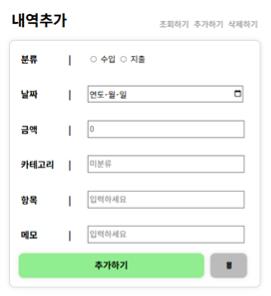 내역추가
조회하기 추가하기 삭제하기
분류 | 수입 지출
날짜 | 연도-월-일
금액 | 0
카테고리 | 미분류
항목 | 입력하세요
메모 | 입력하세요
추가하기